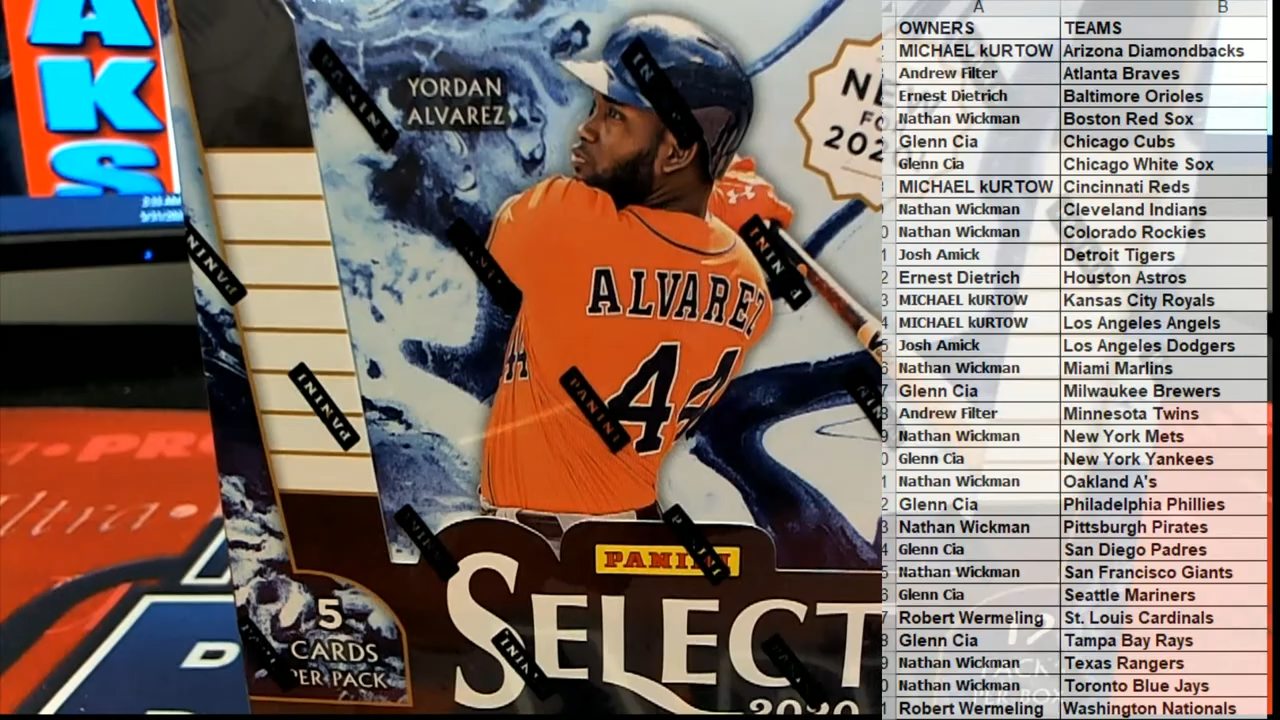 AKS
YORDAN
ALVAREZ
ALVAREZ
44
44
PANINI
PANINI
PANINI
PANINI
PANINI
SELECT
2020
5
CARDS
PER PACK
A B
OWNERS TEAMS
MICHAEL kURTOW Arizona Diamondbacks
Andrew Filter Atlanta Braves
Ernest Dietrich Baltimore Orioles
Nathan Wickman Boston Red Sox
Glenn Cia Chicago Cubs
Glenn Cia Chicago White Sox
MICHAEL kURTOW Cincinnati Reds
Nathan Wickman Cleveland Indians
Nathan Wickman Colorado Rockies
Josh Amick Detroit Tigers
Ernest Dietrich Houston Astros
MICHAEL kURTOW Kansas City Royals
MICHAEL kURTOW Los Angeles Angels
Josh Amick Los Angeles Dodgers
Nathan Wickman Miami Marlins
Glenn Cia Milwaukee Brewers
Andrew Filter Minnesota Twins
Nathan Wickman New York Mets
Glenn Cia New York Yankees
Nathan Wickman Oakland A's
Glenn Cia Philadelphia Phillies
Nathan Wickman Pittsburgh Pirates
Glenn Cia San Diego Padres
Nathan Wickman San Francisco Giants
Glenn Cia Seattle Mariners
Robert Wermeling St. Louis Cardinals
Glenn Cia Tampa Bay Rays
Nathan Wickman Texas Rangers
Nathan Wickman Toronto Blue Jays
Robert Wermeling Washington Nationals